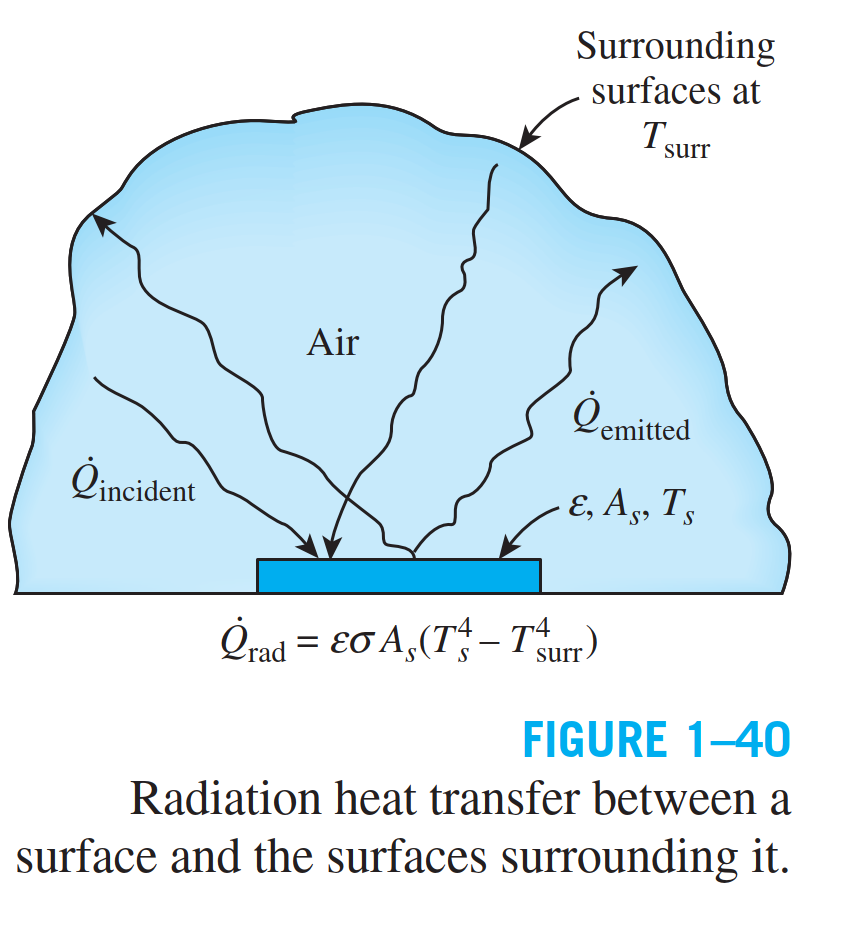 Surrounding
surfaces at
T_surr
Air
Q̇_emitted
Q̇_incident
ε, A_s, T_s
Q̇_rad = εσA_s(T_s^4 – T_surr^4)
FIGURE 1–40
Radiation heat transfer between a
surface and the surfaces surrounding it.